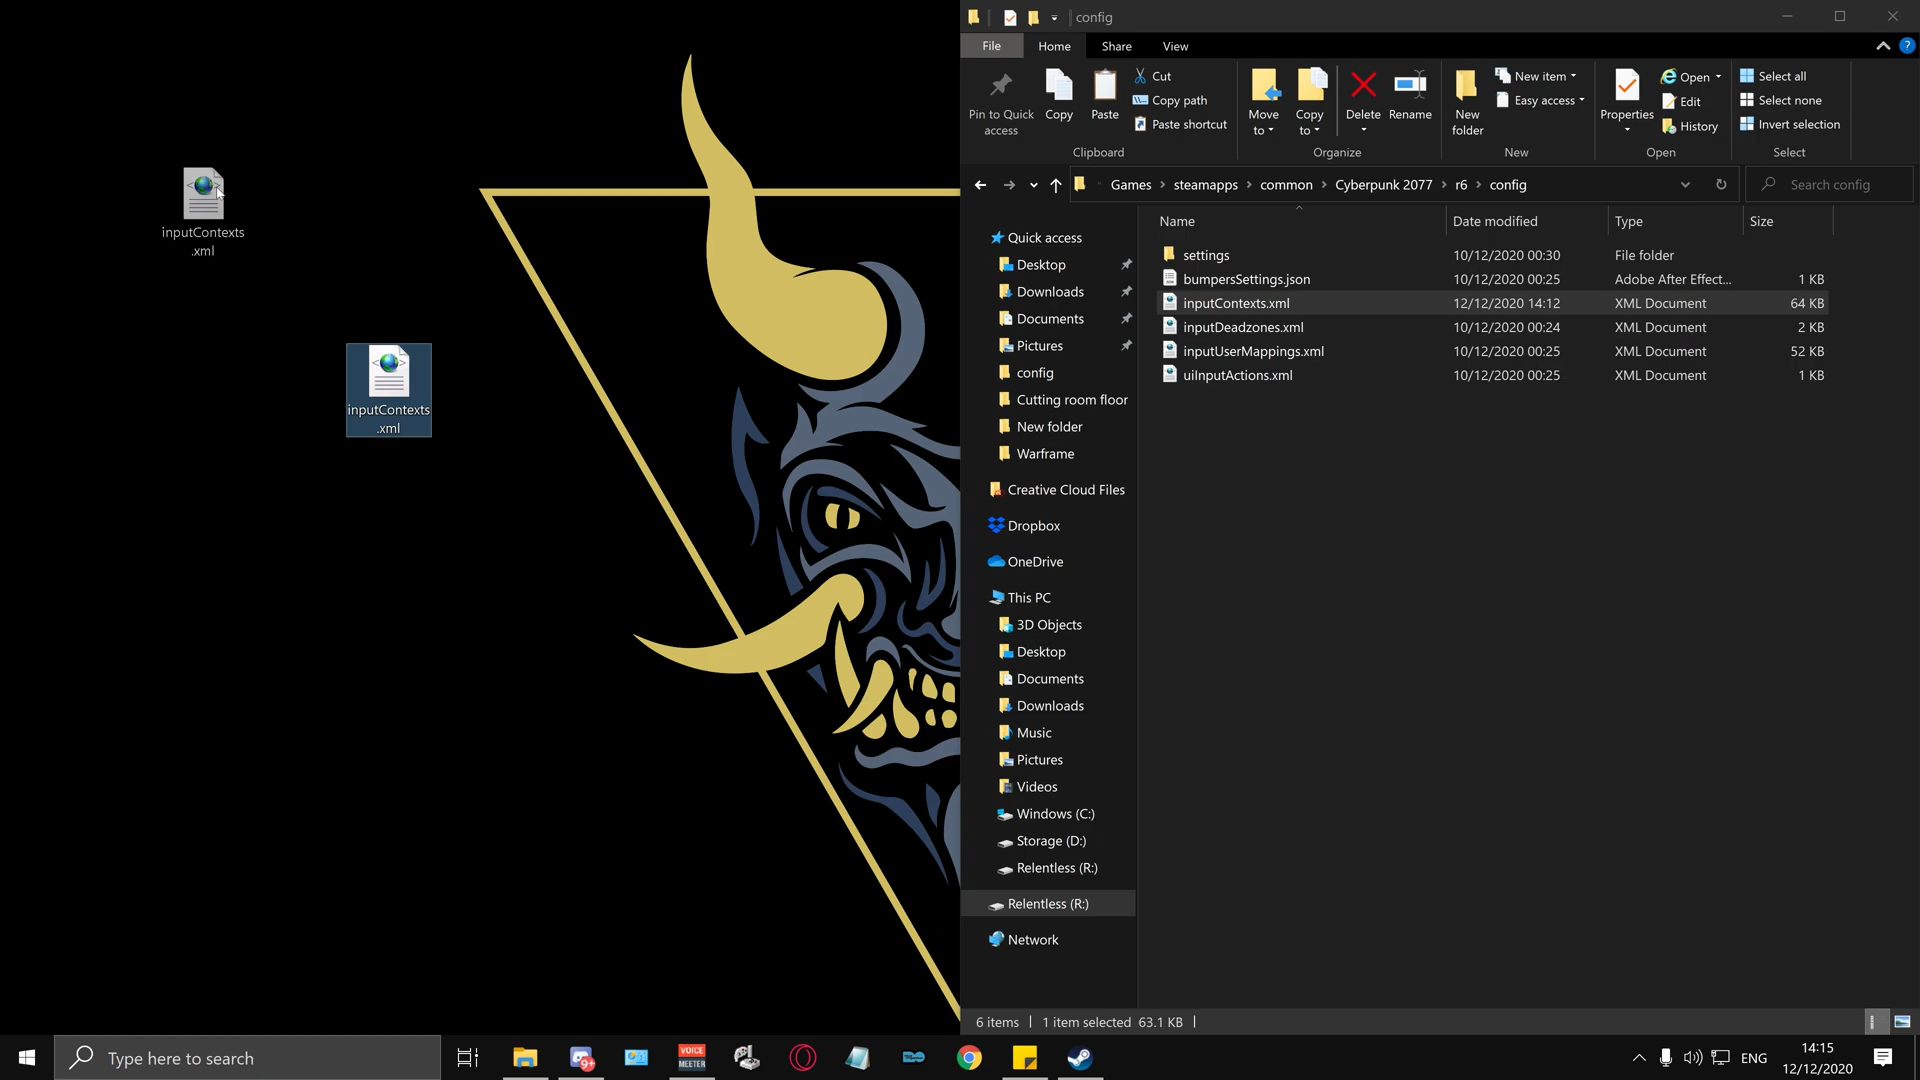 inputContexts
.xml
inputContexts
.xml
config
File
Home
Share
View
Pin to Quick
access
Copy
Paste
Cut
Copy path
Paste shortcut
Clipboard
Move
to
Copy
to
Delete
Rename
Organize
New
folder
New item
Easy access
New
Properties
Open
Edit
History
Open
Select all
Select none
Invert selection
Select
Games
steamapps
common
Cyberpunk 2077
r6
config
Search config
Quick access
Desktop
Downloads
Documents
Pictures
config
Cutting room floor
New folder
Warframe
Creative Cloud Files
Dropbox
OneDrive
This PC
3D Objects
Desktop
Documents
Downloads
Music
Pictures
Videos
Windows (C:)
Storage (D:)
Relentless (R:)
Relentless (R:)
Network
Name Date modified Type Size
settings 10/12/2020 00:30 File folder
bumpersSettings.json 10/12/2020 00:25 Adobe After Effect... 1 KB
inputContexts.xml 12/12/2020 14:12 XML Document 64 KB
inputDeadzones.xml 10/12/2020 00:24 XML Document 2 KB
inputUserMappings.xml 10/12/2020 00:25 XML Document 52 KB
uiInputActions.xml 10/12/2020 00:25 XML Document 1 KB
6 items
1 item selected 63.1 KB
Type here to search
9+
VOICE
MEETER
ENG
14:15
12/12/2020